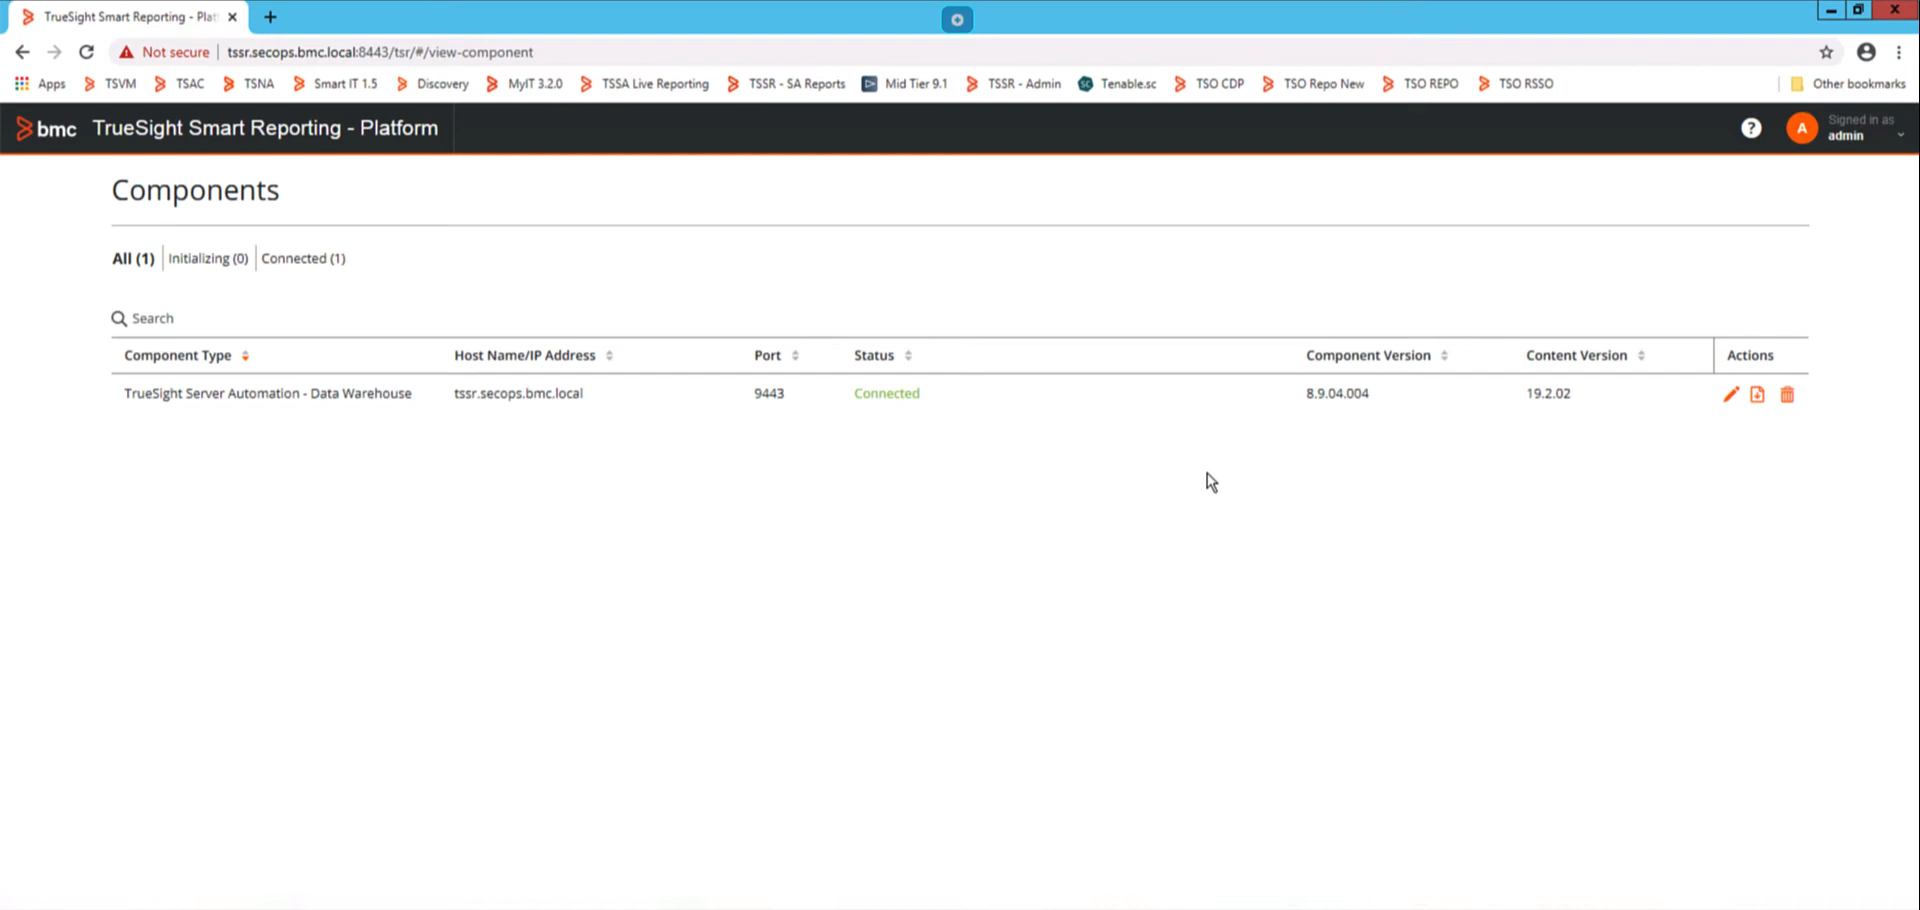 TrueSight Smart Reporting - Plat
Not secure tssr.secops.bmc.local:8443/tsr/#/view-component
Apps TSVM TSAC TSNA Smart IT 1.5 Discovery MyIT 3.2.0 TSSA Live Reporting TSSR - SA Reports Mid Tier 9.1 TSSR - Admin Tenable.sc TSO CDP TSO Repo New TSO REPO TSO RSSO Other bookmarks
bmc TrueSight Smart Reporting - Platform ? A Signed in as
admin
Components
All (1) Initializing (0) Connected (1)
Search
Component Type Host Name/IP Address Port Status Component Version Content Version Actions
TrueSight Server Automation - Data Warehouse tssr.secops.bmc.local 9443 Connected 8.9.04.004 19.2.02